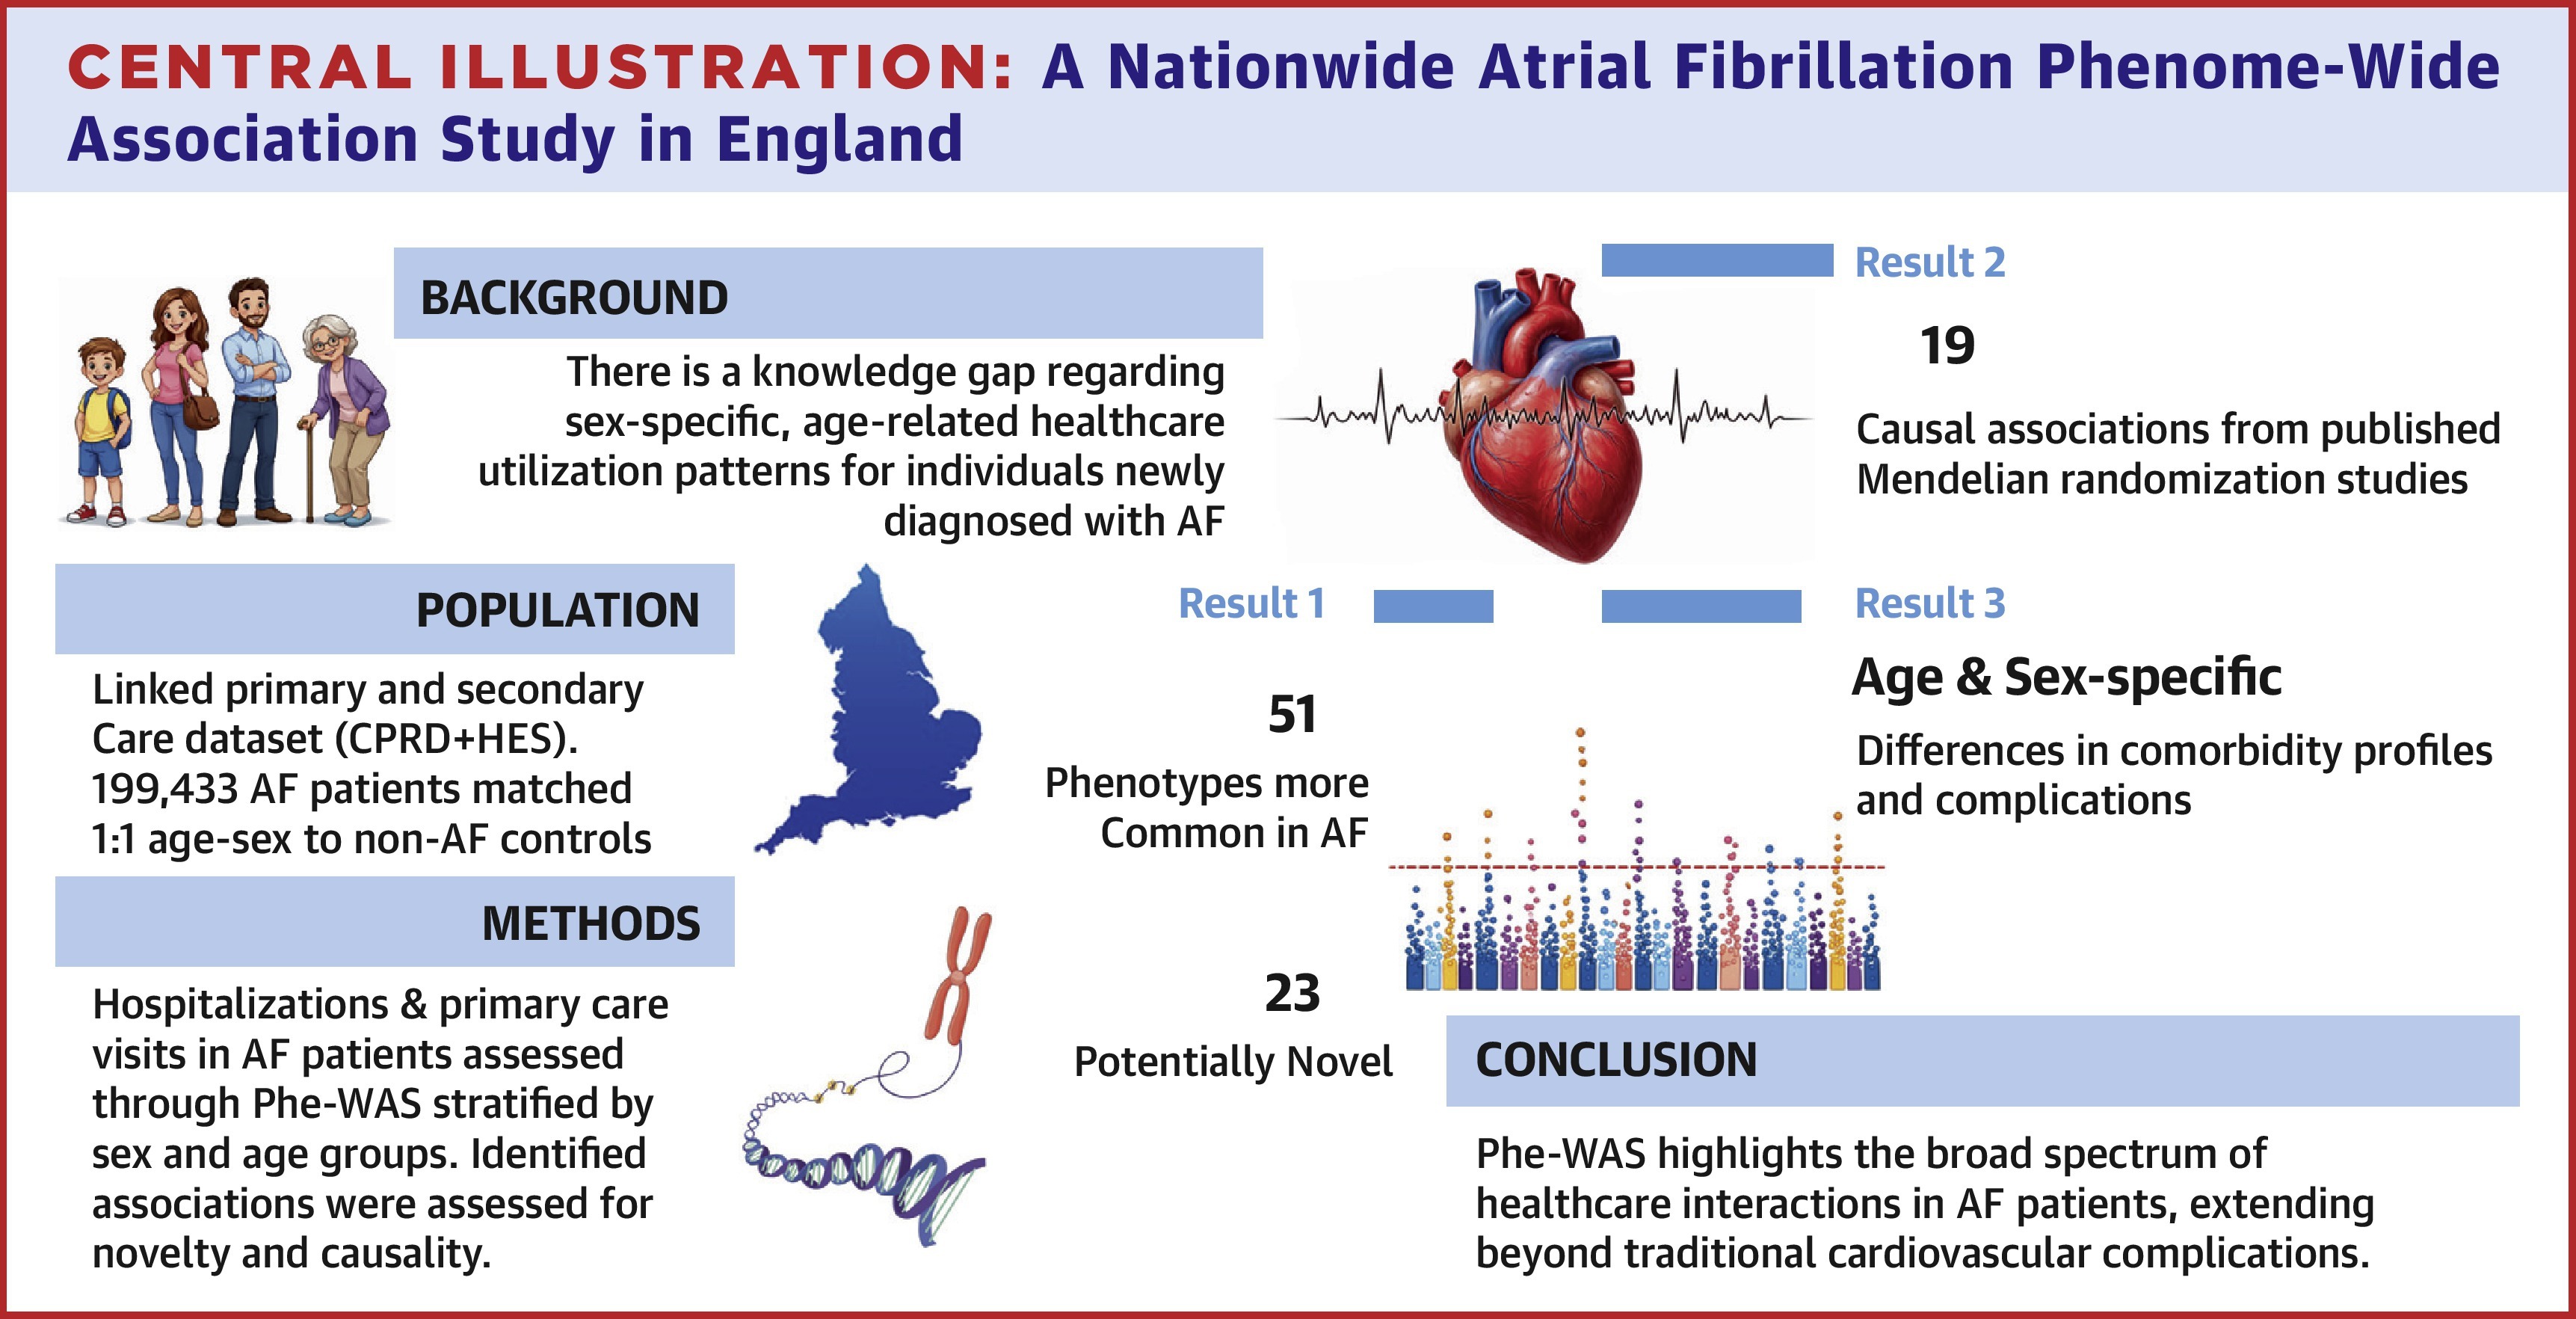 CENTRAL ILLUSTRATION: A Nationwide Atrial Fibrillation Phenome-Wide
Association Study in England
BACKGROUND
There is a knowledge gap regarding
sex-specific, age-related healthcare
utilization patterns for individuals newly
diagnosed with AF
POPULATION
Linked primary and secondary
Care dataset (CPRD+HES).
199,433 AF patients matched
1:1 age-sex to non-AF controls
METHODS
Hospitalizations & primary care
visits in AF patients assessed
through Phe-WAS stratified by
sex and age groups. Identified
associations were assessed for
novelty and causality.
Result 1
51
Phenotypes more
Common in AF
23
Potentially Novel
Result 2
19
Causal associations from published
Mendelian randomization studies
Result 3
Age & Sex-specific
Differences in comorbidity profiles
and complications
CONCLUSION
Phe-WAS highlights the broad spectrum of
healthcare interactions in AF patients, extending
beyond traditional cardiovascular complications.